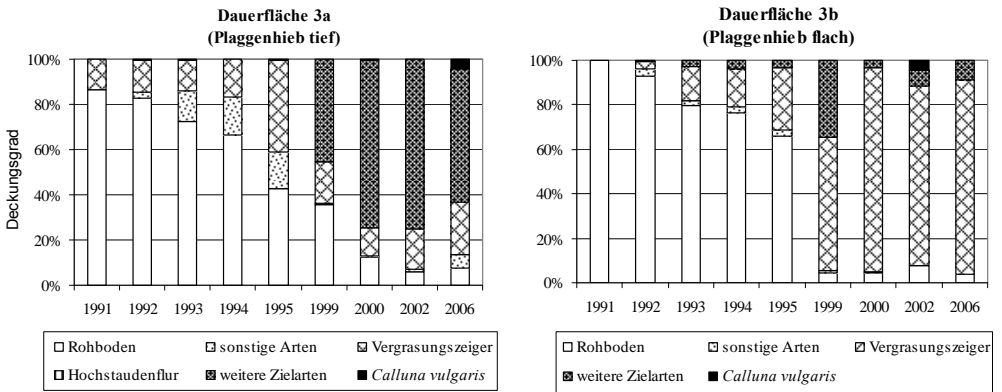 Dauerfläche 3a
(Plaggenhieb tief)
Deckungsgrad
100%
80%
60%
40%
20%
0%
1991 1992 1993 1994 1995 1999 2000 2002 2006
Rohboden sonstige Arten Vergrasungszeiger
Hochstaudenflur weitere Zielarten Calluna vulgaris
Dauerfläche 3b
(Plaggenhieb flach)
100%
80%
60%
40%
20%
0%
1991 1992 1993 1994 1995 1999 2000 2002 2006
Rohboden sonstige Arten Vergrasungszeiger
weitere Zielarten Calluna vulgaris